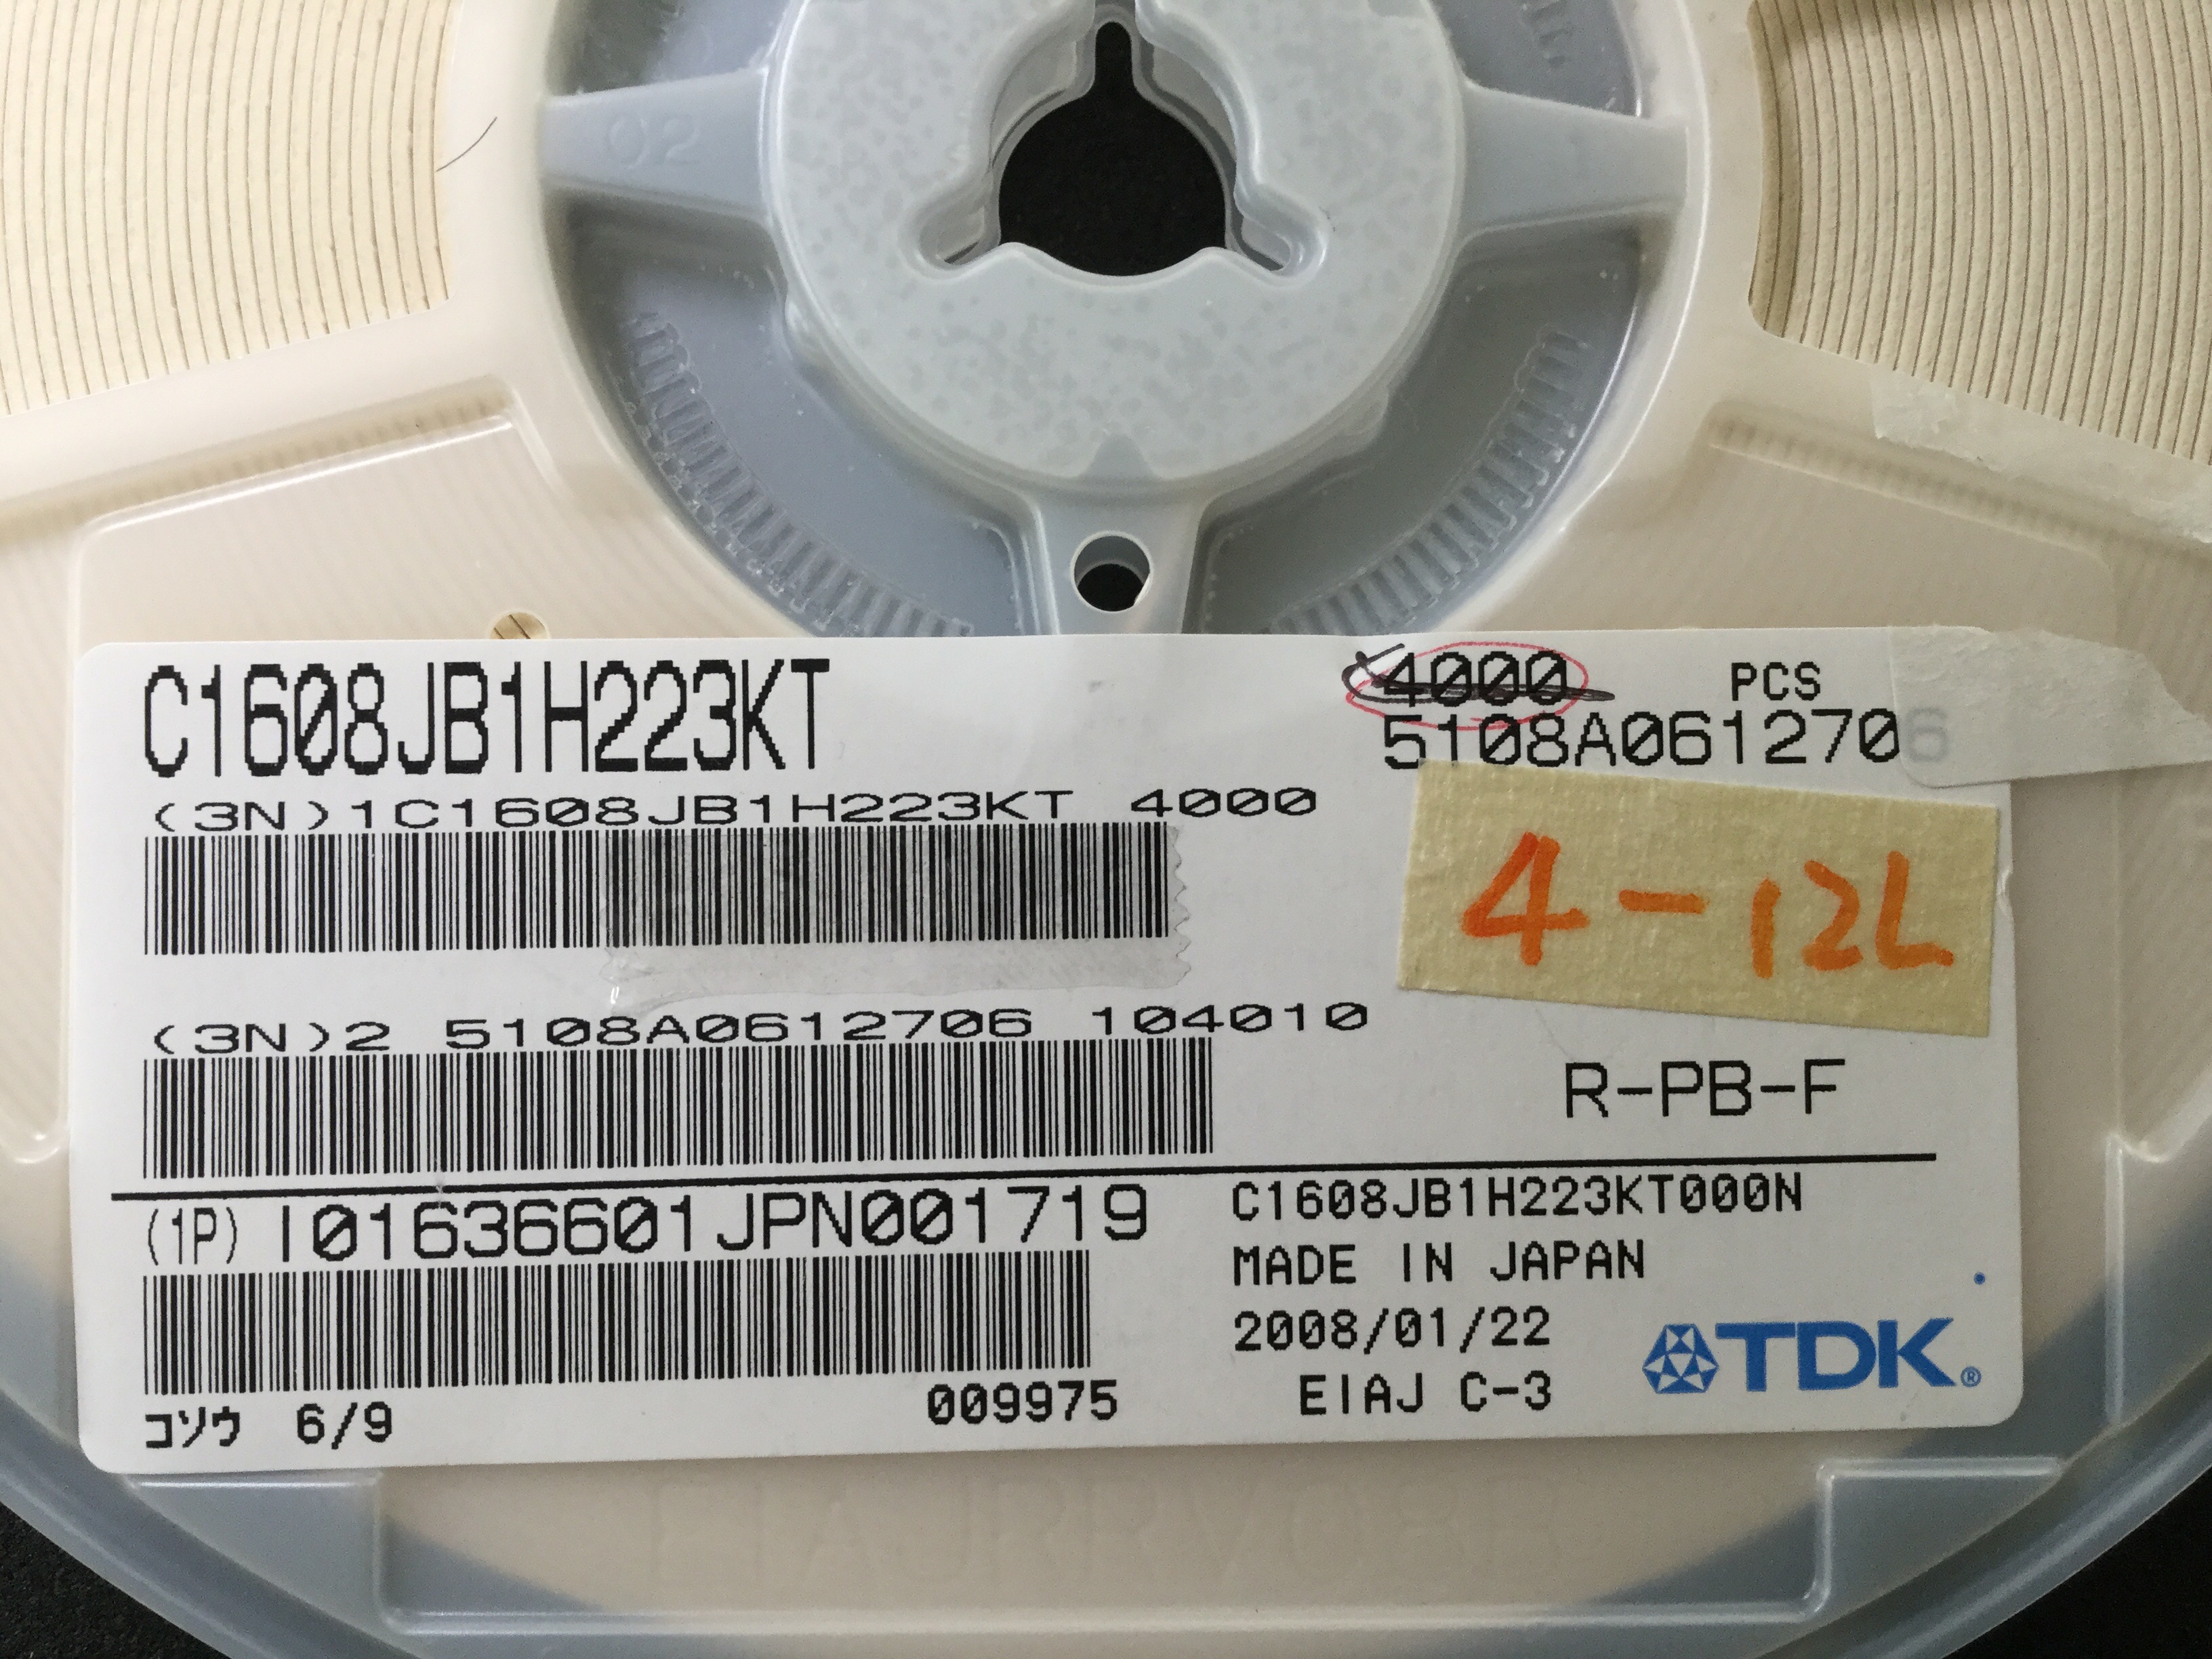 C2
C1608JB1H223KT
4000 PCS
5108A0612706
(3N)1C1608JB1H223KT 4000
4-12L
(3N)2 5108A0612706 104010
R-PB-F
(1P) I01636601JPN001719
C1608JB1H223KT000N
MADE IN JAPAN
2008/01/22
EIAJ C-3
TDK®
009975
コソウ 6/9